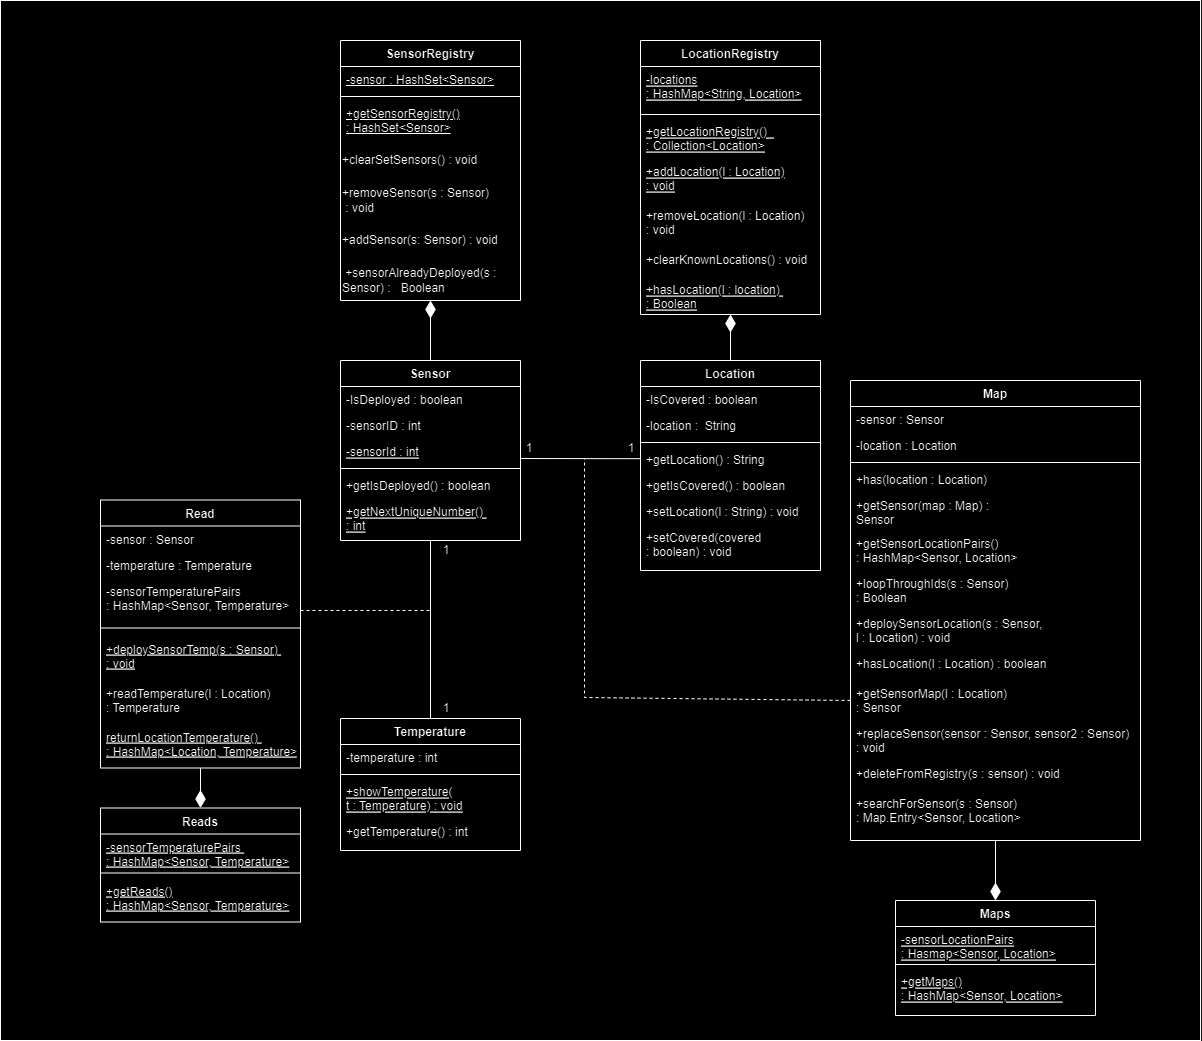 SensorRegistry
-sensor : HashSet<Sensor>
+getSensorRegistry()
: HashSet<Sensor>
+clearSetSensors() : void
+removeSensor(s : Sensor)
: void
+addSensor(s: Sensor) : void
+sensorAlreadyDeployed(s :
Sensor) : Boolean
LocationRegistry
-locations
: HashMap<String, Location>
+getLocationRegistry()
: Collection<Location>
+addLocation(l : Location)
: void
+removeLocation(l : Location)
: void
+clearKnownLocations() : void
+hasLocation(l : location)
: Boolean
Sensor
-IsDeployed : boolean
-sensorID : int
-sensorId : int
+getIsDeployed() : boolean
+getNextUniqueNumber()
: int
1
1
1
1
Location
-IsCovered : boolean
-location : String
+getLocation() : String
+getIsCovered() : boolean
+setLocation(l : String) : void
+setCovered(covered
: boolean) : void
Map
-sensor : Sensor
-location : Location
+has(location : Location)
+getSensor(map : Map) :
Sensor
+getSensorLocationPairs()
: HashMap<Sensor, Location>
+loopThroughIds(s : Sensor)
: Boolean
+deploySensorLocation(s : Sensor,
l : Location) : void
+hasLocation(l : Location) : boolean
+getSensorMap(l : Location)
: Sensor
+replaceSensor(sensor : Sensor, sensor2 : Sensor)
: void
+deleteFromRegistry(s : sensor) : void
+searchForSensor(s : Sensor)
: Map.Entry<Sensor, Location>
Read
-sensor : Sensor
-temperature : Temperature
-sensorTemperaturePairs
: HashMap<Sensor, Temperature>
+deploySensorTemp(s : Sensor)
: void
+readTemperature(l : Location)
: Temperature
returnLocationTemperature()
: HashMap<Location, Temperature>
Temperature
-temperature : int
+showTemperature(
t : Temperature) : void
+getTemperature() : int
Reads
-sensorTemperaturePairs
: HashMap<Sensor, Temperature>
+getReads()
: HashMap<Sensor, Temperature>
Maps
-sensorLocationPairs
: Hasmap<Sensor, Location>
+getMaps()
: HashMap<Sensor, Location>